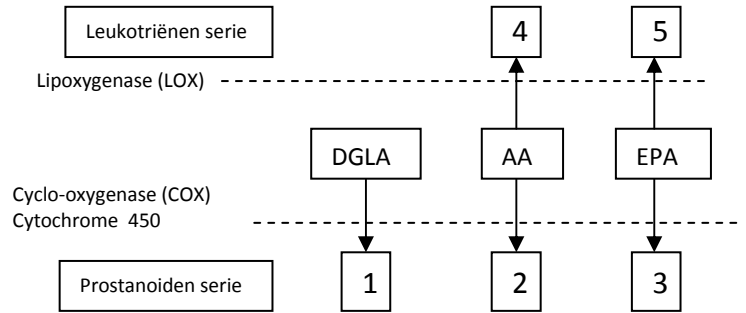 Leukotriënen serie 4 5
Lipoxygenase (LOX)
DGLA AA EPA
Cyclo-oxygenase (COX)
Cytochrome 450
Prostanoiden serie 1 2 3